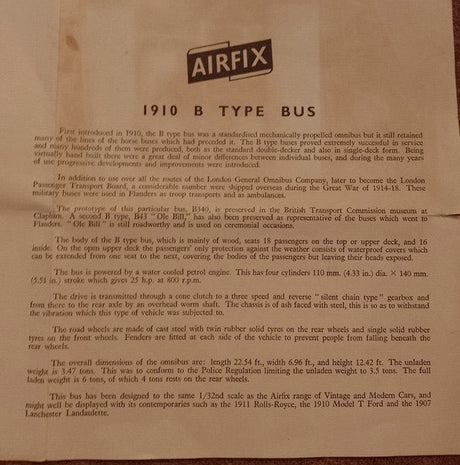 AIRFIX
1910 B TYPE BUS
First introduced in 1910, the B type bus was a standardised mechanically propelled omnibus but it still retained
many of the lines of the horse buses which had preceded it. The B type buses proved extremely successful in service
and many hundreds of them were produced, both as the standard double-decker and also in single-deck form. Being
virtually hand built there were a great deal of minor differences between individual buses, and during the many years
of use progressive developments and improvements were introduced.
In addition to use over all the routes of the London General Omnibus Company, later to become the London
Passenger Transport Board, a considerable number were shipped overseas during the Great War of 1914-18. These
military buses were used in Flanders as troop transports and as ambulances.
The prototype of this particular bus, B340, is preserved in the British Transport Commission museum at
Clapham. A second B type, B43 "Ole Bill," has also been preserved as representative of the buses which went to
Flanders. "Ole Bill" is still roadworthy and is used on ceremonial occasions.
The body of the B type bus, which is mainly of wood, seats 18 passengers on the top or upper deck, and 16
inside. On the open upper deck the passengers' only protection against the weather consists of waterproof covers which
can be extended from one seat to the next, covering the bodies of the passengers but leaving their heads exposed.
The bus is powered by a water cooled petrol engine. This has four cylinders 110 mm. (4.33 in.) dia. × 140 mm.
(5.51 in.) stroke which gives 25 h.p. at 800 r.p.m.
The drive is transmitted through a cone clutch to a three speed and reverse "silent chain type" gearbox and
from there to the rear axle by an overhead worm shaft. The chassis is of ash faced with steel, this is so as to withstand
the vibration which this type of vehicle was subjected to.
The road wheels are made of cast steel with twin rubber solid tyres on the rear wheels and single solid rubber
tyres on the front wheels. Fenders are fitted at each side of the vehicle to prevent people from falling beneath the
rear wheels.
The overall dimensions of the omnibus are: length 22.54 ft., width 6.96 ft., and height 12.42 ft. The unladen
weight is 3.47 tons. This was to conform to the Police Regulation limiting the unladen weight to 3.5 tons. The full
laden weight is 6 tons, of which 4 tons rests on the rear wheels.
This bus has been designed to the same 1/32nd scale as the Airfix range of Vintage and Modern Cars, and
might well be displayed with its contemporaries such as the 1911 Rolls-Royce, the 1910 Model T Ford and the 1907
Lanchester Landaulette.